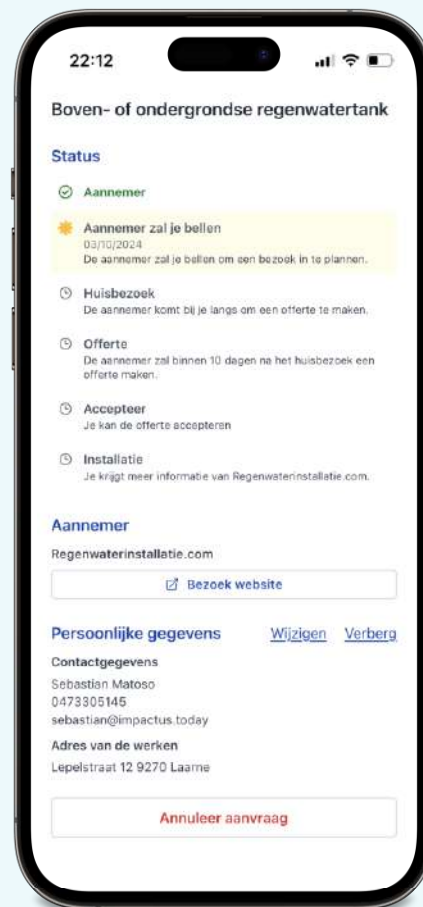 22:12
Boven- of ondergrondse regenwatertank
Status
Aannemer
Aannemer zal je bellen
03/10/2024
De aannemer zal je bellen om een bezoek in te plannen.
Huisbezoek
De aannemer komt bij je langs om een offerte te maken.
Offerte
De aannemer zal binnen 10 dagen na het huisbezoek een
offerte maken.
Accepteer
Je kan de offerte accepteren
Installatie
Je krijgt meer informatie van Regenwaterinstallatie.com.
Aannemer
Regenwaterinstallatie.com
Bezoek website
Persoonlijke gegevens Wijzigen Verberg
Contactgegevens
Sebastian Matoso
0473305145
sebastian@impactus.today
Adres van de werken
Lepelstraat 12 9270 Laarne
Annuleer aanvraag